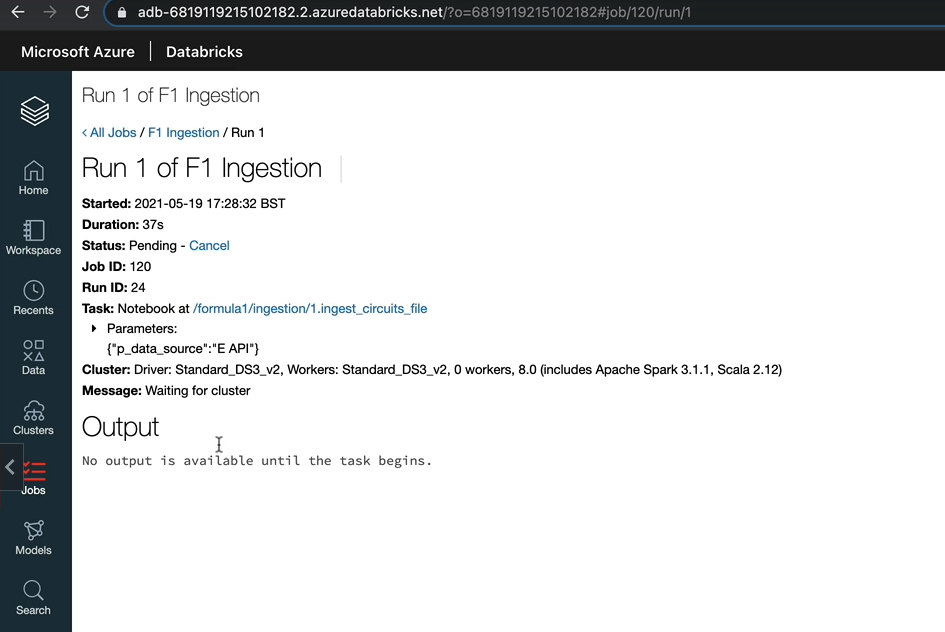 adb-6819119215102182.2.azuredatabricks.net/?o=6819119215102182#job/120/run/1
Microsoft Azure | Databricks
Run 1 of F1 Ingestion
< All Jobs / F1 Ingestion / Run 1
Run 1 of F1 Ingestion
Started: 2021-05-19 17:28:32 BST
Duration: 37s
Status: Pending - Cancel
Job ID: 120
Run ID: 24
Task: Notebook at /formula1/ingestion/1.ingest_circuits_file
Parameters:
{"p_data_source":"E API"}
Cluster: Driver: Standard_DS3_v2, Workers: Standard_DS3_v2, 0 workers, 8.0 (includes Apache Spark 3.1.1, Scala 2.12)
Message: Waiting for cluster
Output
No output is available until the task begins.
Home
Workspace
Recents
Data
Clusters
Jobs
Models
Search